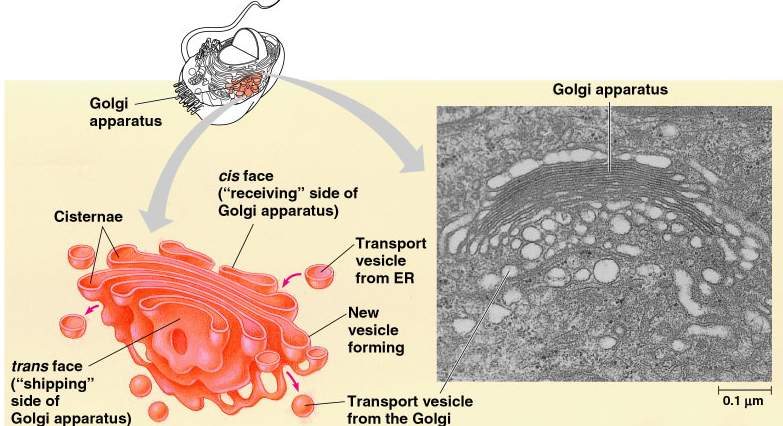 Golgi apparatus
Golgi
apparatus
cis face
("receiving" side of
Golgi apparatus)
Cisternae
Transport
vesicle
from ER
New
vesicle
forming
trans face
("shipping"
side of
Golgi apparatus)
Transport vesicle
from the Golgi
0.1 µm